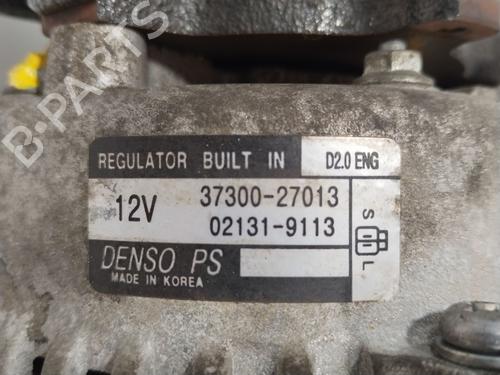 B-PARTS
REGULATOR BUILT IN
D2.0 ENG
12V
37300-27013
02131-9113
S
L
DENSO PS
MADE IN KOREA